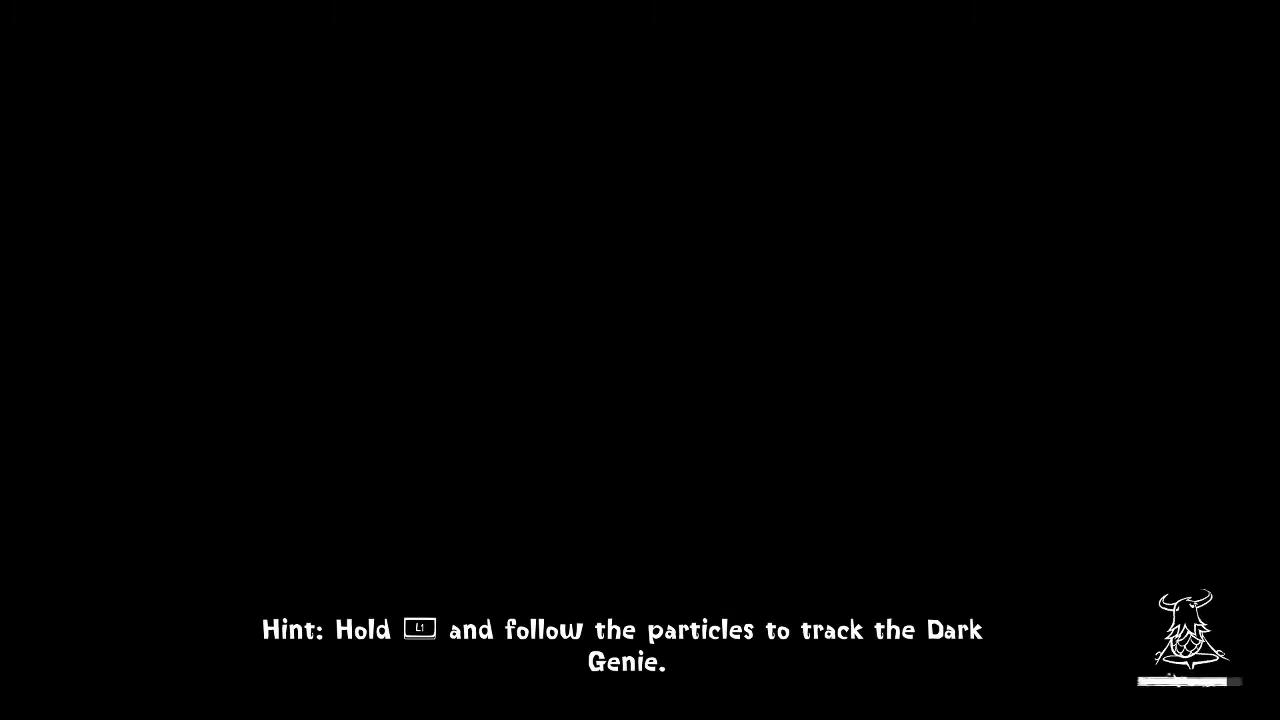 Hint: Hold L1 and follow the particles to track the Dark
Genie.